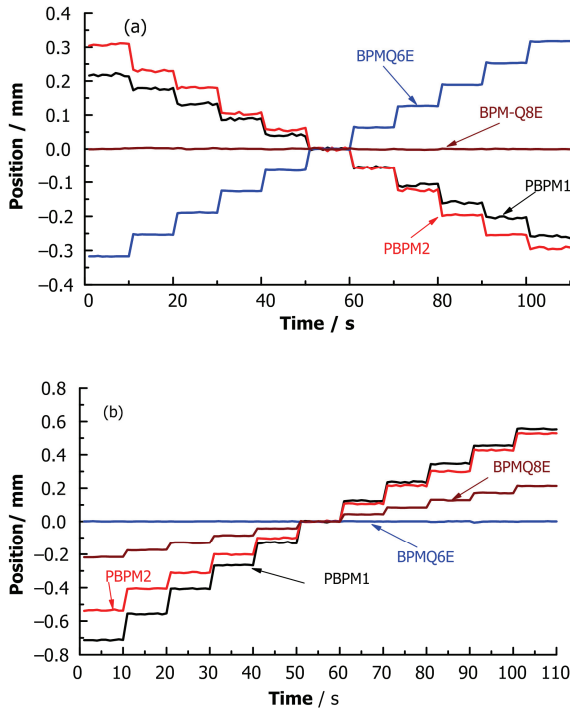 (a)
BPMQ6E
BPM-Q8E
PBPM1
PBPM2
0.3
0.2
0.1
0.0
−0.1
−0.2
−0.3
−0.4
Position / mm
0 20 40 60 80 100
Time / s
(b)
BPMQ8E
BPMQ6E
PBPM2
PBPM1
0.8
0.6
0.4
0.2
0.0
−0.2
−0.4
−0.6
−0.8
Position/ mm
0 10 20 30 40 50 60 70 80 90 100 110
Time / s